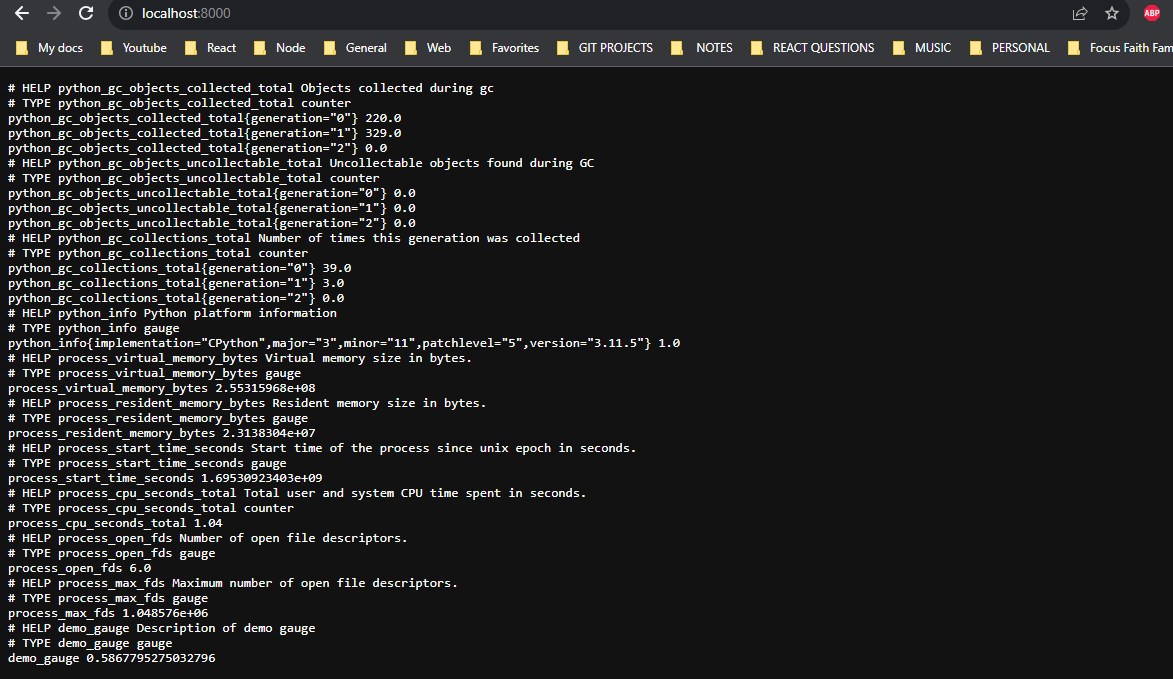 localhost:8000
ABP
My docs Youtube React Node General Web Favorites GIT PROJECTS NOTES REACT QUESTIONS MUSIC PERSONAL Focus Faith Fam
# HELP python_gc_objects_collected_total Objects collected during gc
# TYPE python_gc_objects_collected_total counter
python_gc_objects_collected_total{generation="0"} 220.0
python_gc_objects_collected_total{generation="1"} 329.0
python_gc_objects_collected_total{generation="2"} 0.0
# HELP python_gc_objects_uncollectable_total Uncollectable objects found during GC
# TYPE python_gc_objects_uncollectable_total counter
python_gc_objects_uncollectable_total{generation="0"} 0.0
python_gc_objects_uncollectable_total{generation="1"} 0.0
python_gc_objects_uncollectable_total{generation="2"} 0.0
# HELP python_gc_collections_total Number of times this generation was collected
# TYPE python_gc_collections_total counter
python_gc_collections_total{generation="0"} 39.0
python_gc_collections_total{generation="1"} 3.0
python_gc_collections_total{generation="2"} 0.0
# HELP python_info Python platform information
# TYPE python_info gauge
python_info{implementation="CPython",major="3",minor="11",patchlevel="5",version="3.11.5"} 1.0
# HELP process_virtual_memory_bytes Virtual memory size in bytes.
# TYPE process_virtual_memory_bytes gauge
process_virtual_memory_bytes 2.55315968e+08
# HELP process_resident_memory_bytes Resident memory size in bytes.
# TYPE process_resident_memory_bytes gauge
process_resident_memory_bytes 2.3138304e+07
# HELP process_start_time_seconds Start time of the process since unix epoch in seconds.
# TYPE process_start_time_seconds gauge
process_start_time_seconds 1.69530923403e+09
# HELP process_cpu_seconds_total Total user and system CPU time spent in seconds.
# TYPE process_cpu_seconds_total counter
process_cpu_seconds_total 1.04
# HELP process_open_fds Number of open file descriptors.
# TYPE process_open_fds gauge
process_open_fds 6.0
# HELP process_max_fds Maximum number of open file descriptors.
# TYPE process_max_fds gauge
process_max_fds 1.048576e+06
# HELP demo_gauge Description of demo gauge
# TYPE demo_gauge gauge
demo_gauge 0.5867795275032796